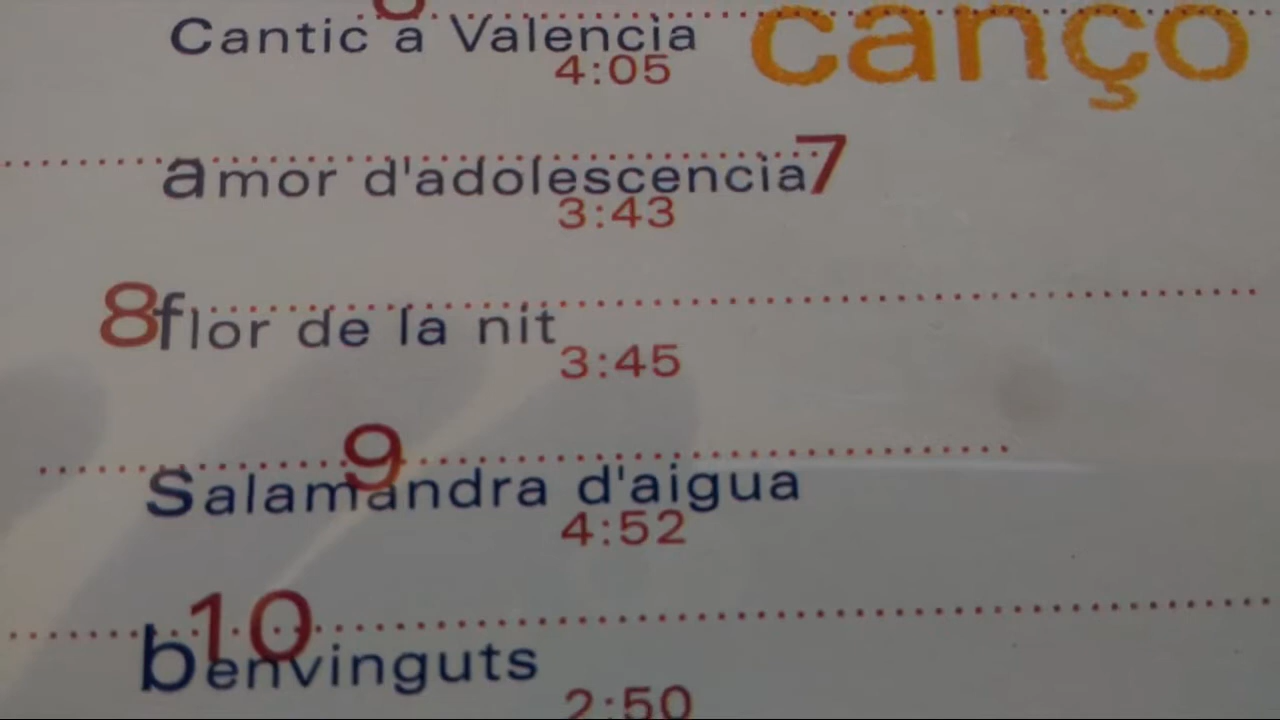 Cantic a Valencia
4:05
canço
amor d'adolescencia 7
3:43
8 flor de la nit
3:45
9
Salamandra d'aigua
4:52
10
benvinguts
2:50